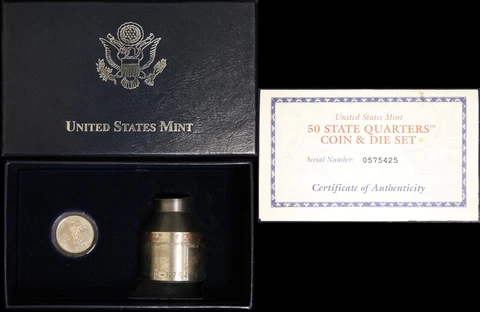 UNITED STATES MINT
United States Mint
50 STATE QUARTERS™
COIN & DIE SET
Serial Number: 0575425
Certificate of Authenticity